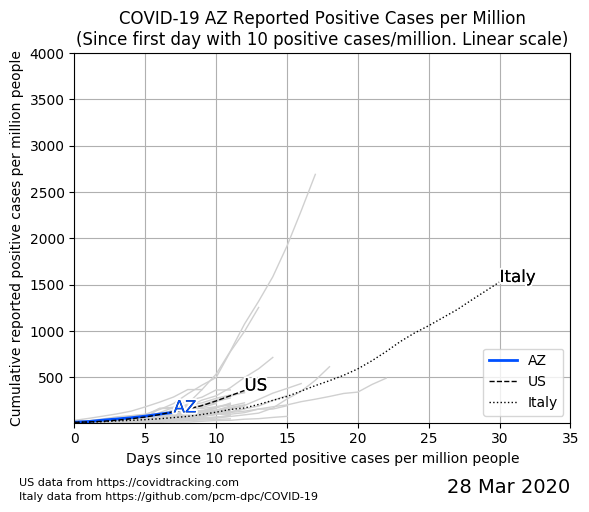 COVID-19 AZ Reported Positive Cases per Million
(Since first day with 10 positive cases/million. Linear scale)
Cumulative reported positive cases per million people
4000
3500
3000
2500
2000
1500
1000
500
Italy
US
AZ
AZ
US
Italy
0 5 10 15 20 25 30 35
Days since 10 reported positive cases per million people
US data from https://covidtracking.com
Italy data from https://github.com/pcm-dpc/COVID-19
28 Mar 2020